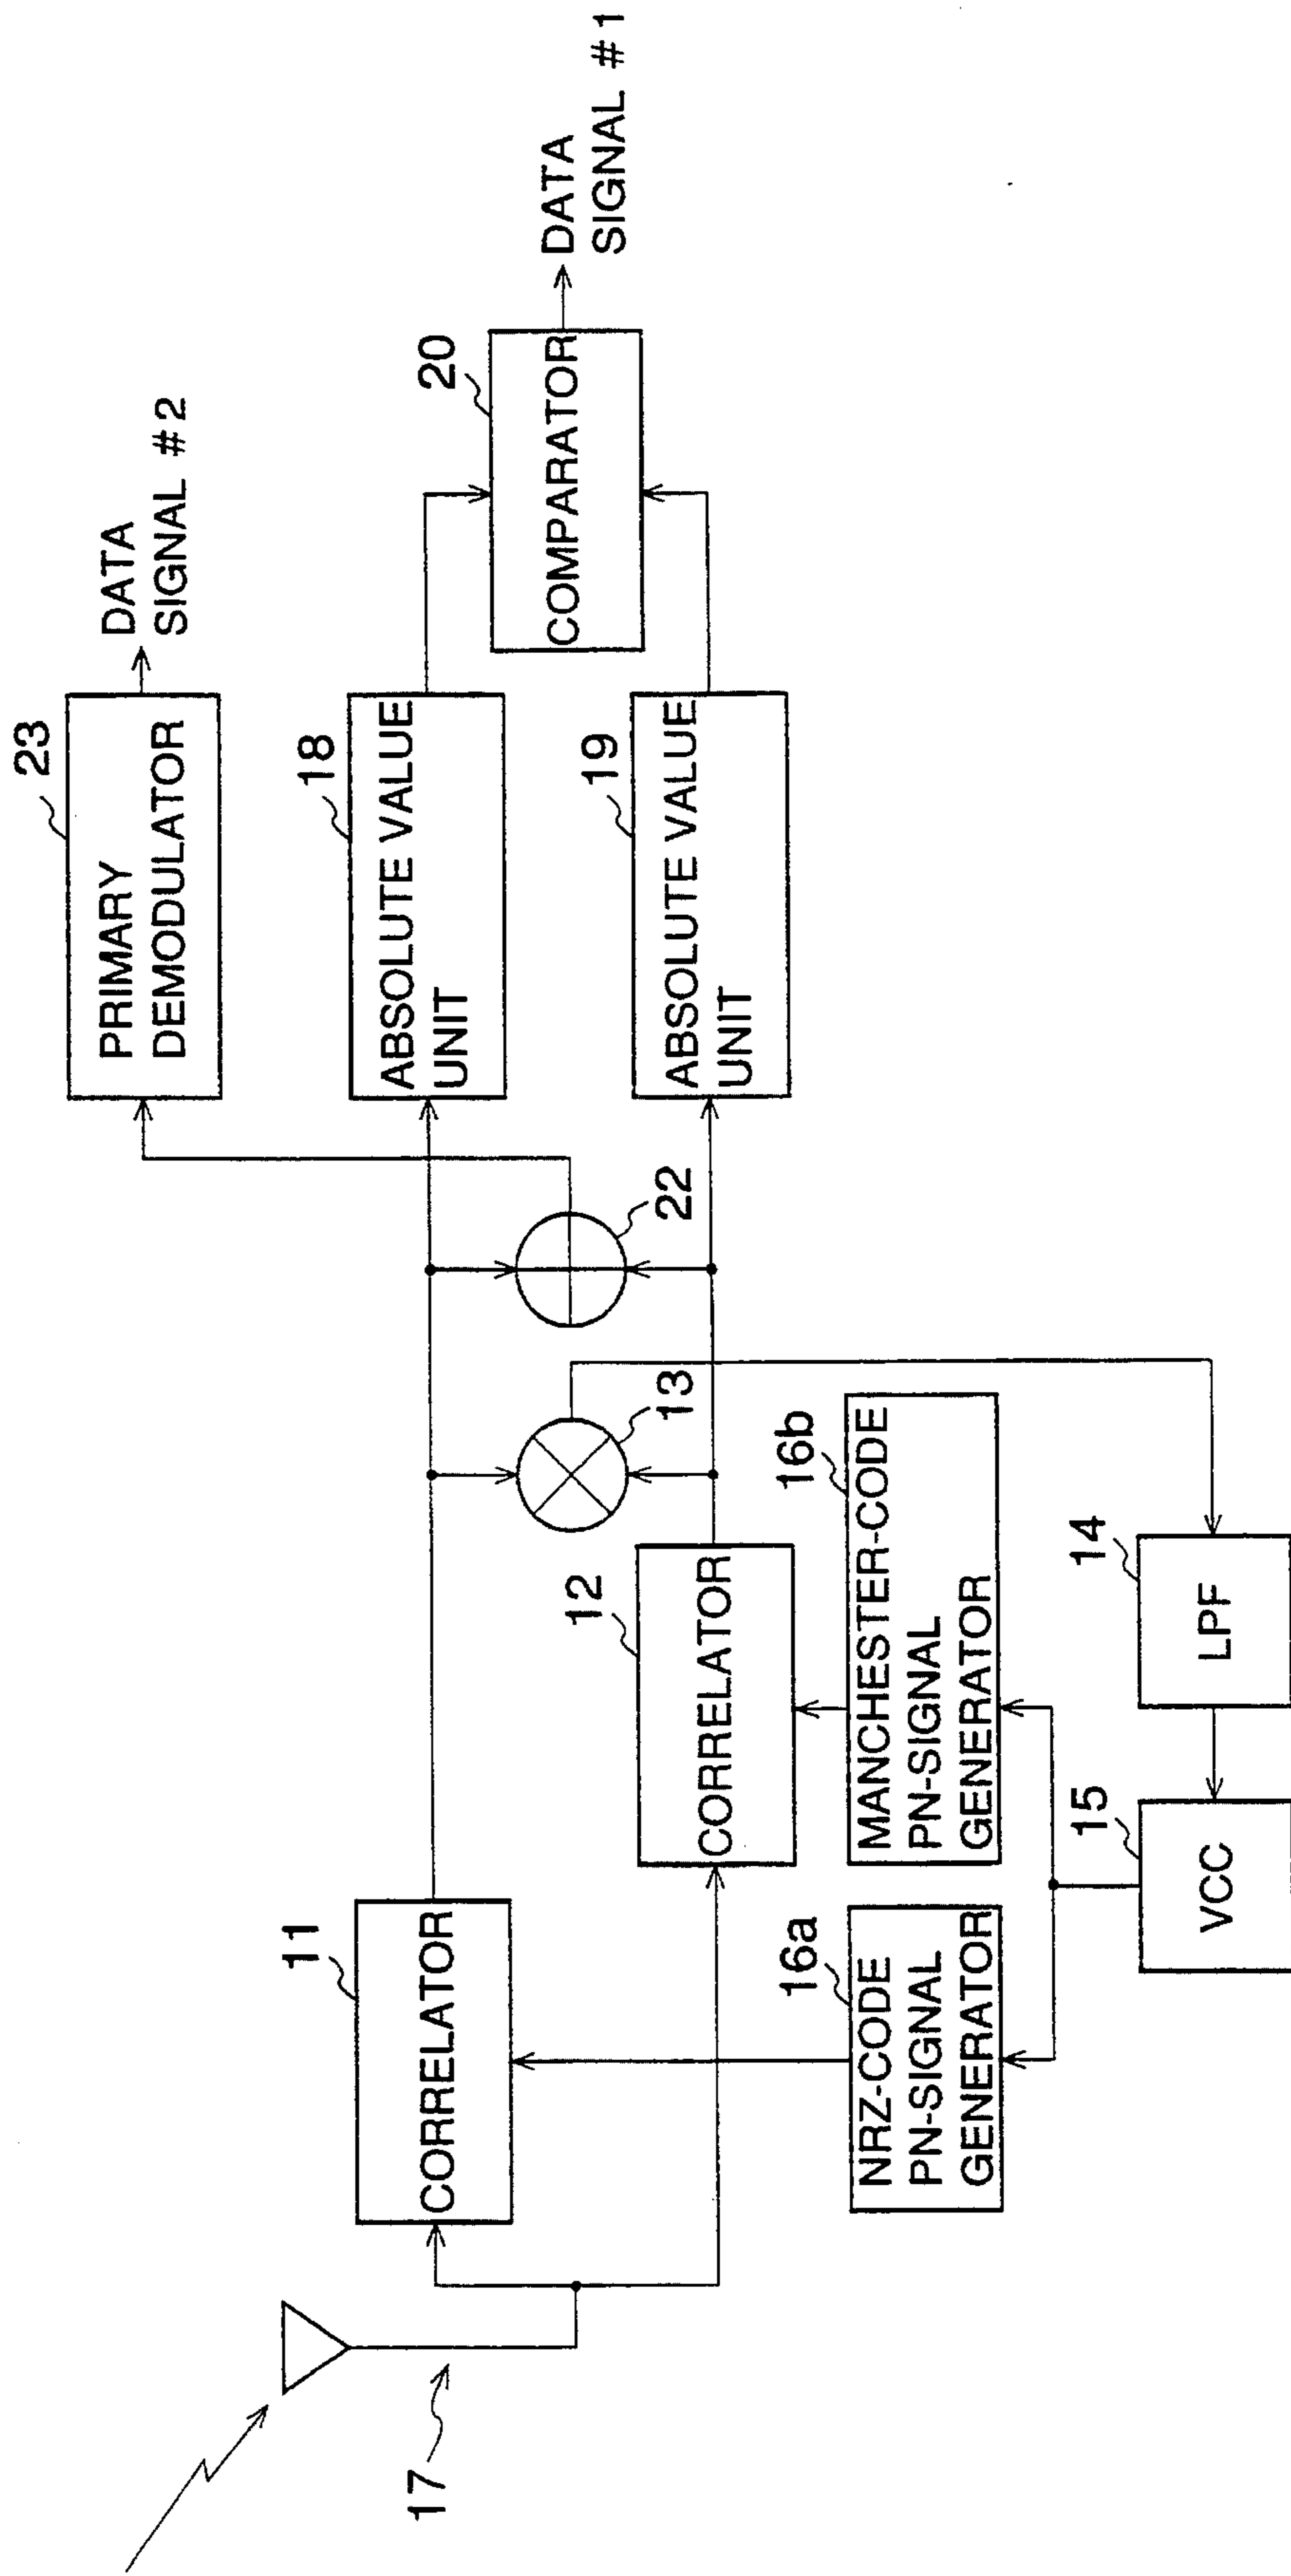 23
PRIMARY
DEMODULATOR
DATA
SIGNAL #2
11
CORRELATOR
18
ABSOLUTE VALUE
UNIT
17
22
13
20
COMPARATOR
DATA
SIGNAL #1
12
CORRELATOR
19
ABSOLUTE VALUE
UNIT
16a
NRZ-CODE
PN-SIGNAL
GENERATOR
16b
MANCHESTER-CODE
PN-SIGNAL
GENERATOR
15
VCC
14
LPF